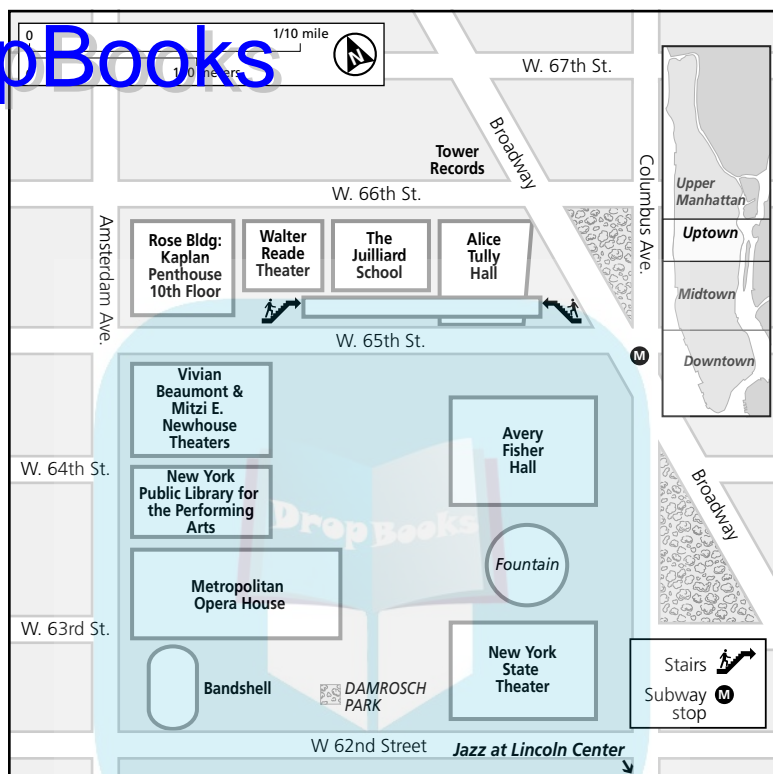 0
1/10 mile
100 meters
N
pBooks
W. 67th St.
Broadway
Columbus Ave.
Tower
Records
W. 66th St.
Amsterdam Ave.
Rose Bldg:
Kaplan
Penthouse
10th Floor
Walter
Reade
Theater
The
Juilliard
School
Alice
Tully
Hall
Upper
Manhattan
Uptown
Midtown
Downtown
W. 65th St.
M
Vivian
Beaumont &
Mitzi E.
Newhouse
Theaters
Avery
Fisher
Hall
W. 64th St.
New York
Public Library for
the Performing
Arts
Broadway
DropBooks
Fountain
Metropolitan
Opera House
W. 63rd St.
New York
State
Theater
Bandshell
DAMROSCH
PARK
Stairs
Subway M
stop
W 62nd Street
Jazz at Lincoln Center